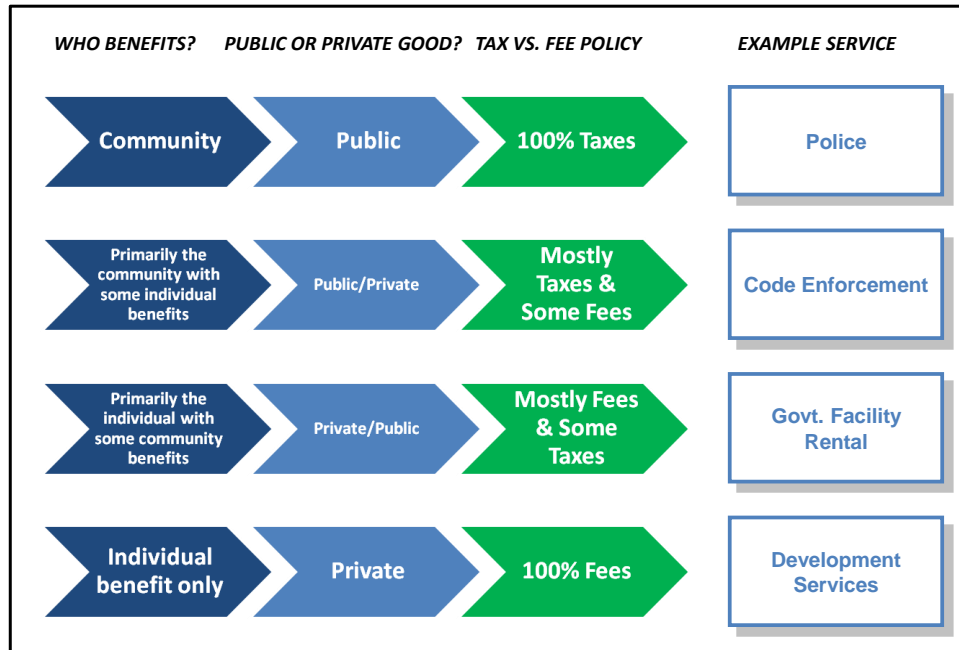 WHO BENEFITS? PUBLIC OR PRIVATE GOOD? TAX VS. FEE POLICY EXAMPLE SERVICE
Community
Public
100% Taxes
Police
Primarily the
community with
some individual
benefits
Public/Private
Mostly
Taxes &
Some Fees
Code Enforcement
Primarily the
individual with
some community
benefits
Private/Public
Mostly Fees
& Some
Taxes
Govt. Facility
Rental
Individual
benefit only
Private
100% Fees
Development
Services